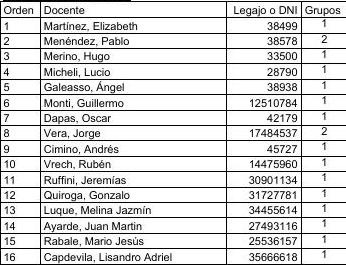 Orden Docente Legajo o DNI Grupos
1 Martínez, Elizabeth 38499 1
2 Menéndez, Pablo 38578 2
3 Merino, Hugo 33500 1
4 Micheli, Lucio 28790 1
5 Galeasso, Ángel 38938 1
6 Monti, Guillermo 12510784 1
7 Dapas, Oscar 42179 1
8 Vera, Jorge 17484537 2
9 Cimino, Andrés 45727 1
10 Vrech, Rubén 14475960 1
11 Ruffini, Jeremías 30901134 1
12 Quiroga, Gonzalo 31727781 1
13 Luque, Melina Jazmín 34455614 1
14 Ayarde, Juan Martin 27493116 1
15 Rabale, Mario Jesús 25536157 1
16 Capdevila, Lisandro Adriel 35666618 1